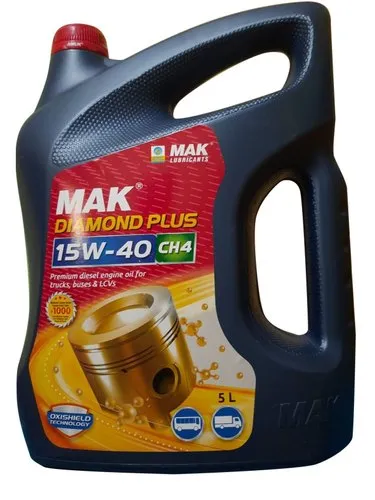 MAK
LUBRICANTS
MAK®
DIAMOND PLUS
15W-40 CH4
Premium diesel engine oil for
trucks, buses & LCVs
₹1000
OXISHIELD
TECHNOLOGY
5 L
MAK